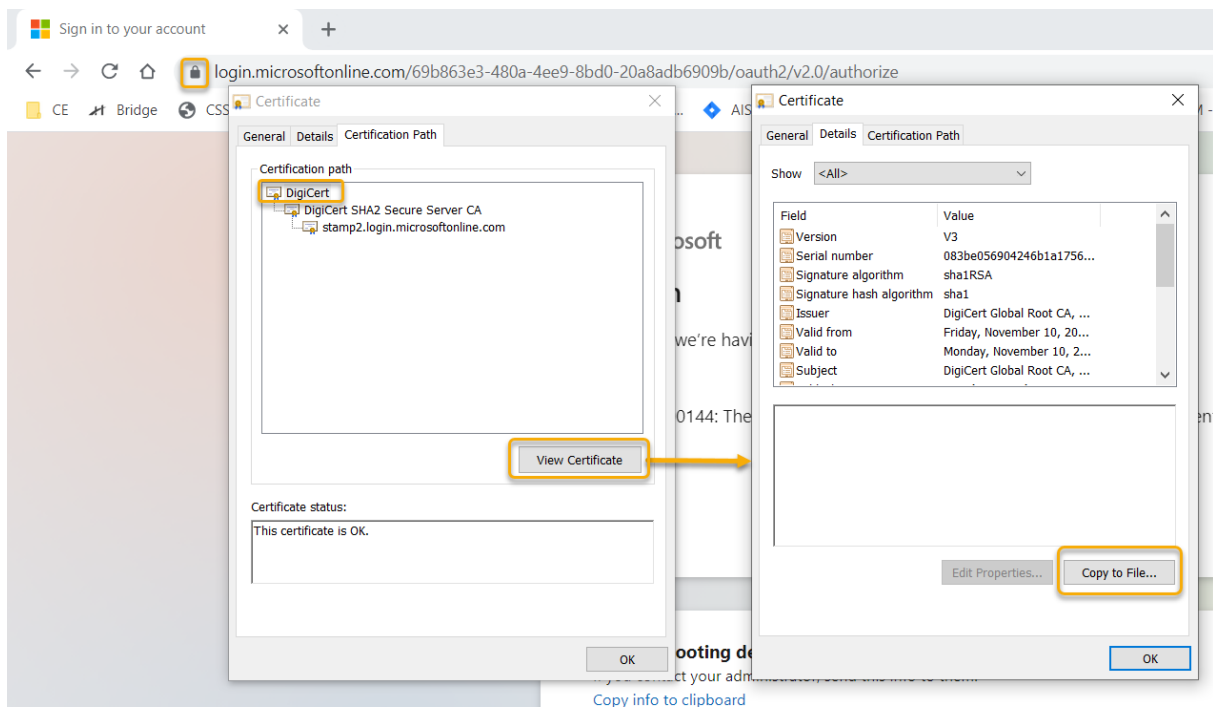 Sign in to your account
login.microsoftonline.com/69b863e3-480a-4ee9-8bd0-20a8adb6909b/oauth2/v2.0/authorize
CE Bridge CSS .. AIS M -
Certificate
General Details Certification Path
Certification path
DigiCert
DigiCert SHA2 Secure Server CA
stamp2.login.microsoftonline.com
View Certificate
Certificate status:
This certificate is OK.
OK
osoft
we're havi
0144: The
ooting de
Copy info to clipboard
Certificate
General Details Certification Path
Show <All>
Field Value
Version V3
Serial number 083be056904246b1a1756...
Signature algorithm sha1RSA
Signature hash algorithm sha1
Issuer DigiCert Global Root CA, ...
Valid from Friday, November 10, 20...
Valid to Monday, November 10, 2...
Subject DigiCert Global Root CA, ...
Edit Properties... Copy to File...
OK